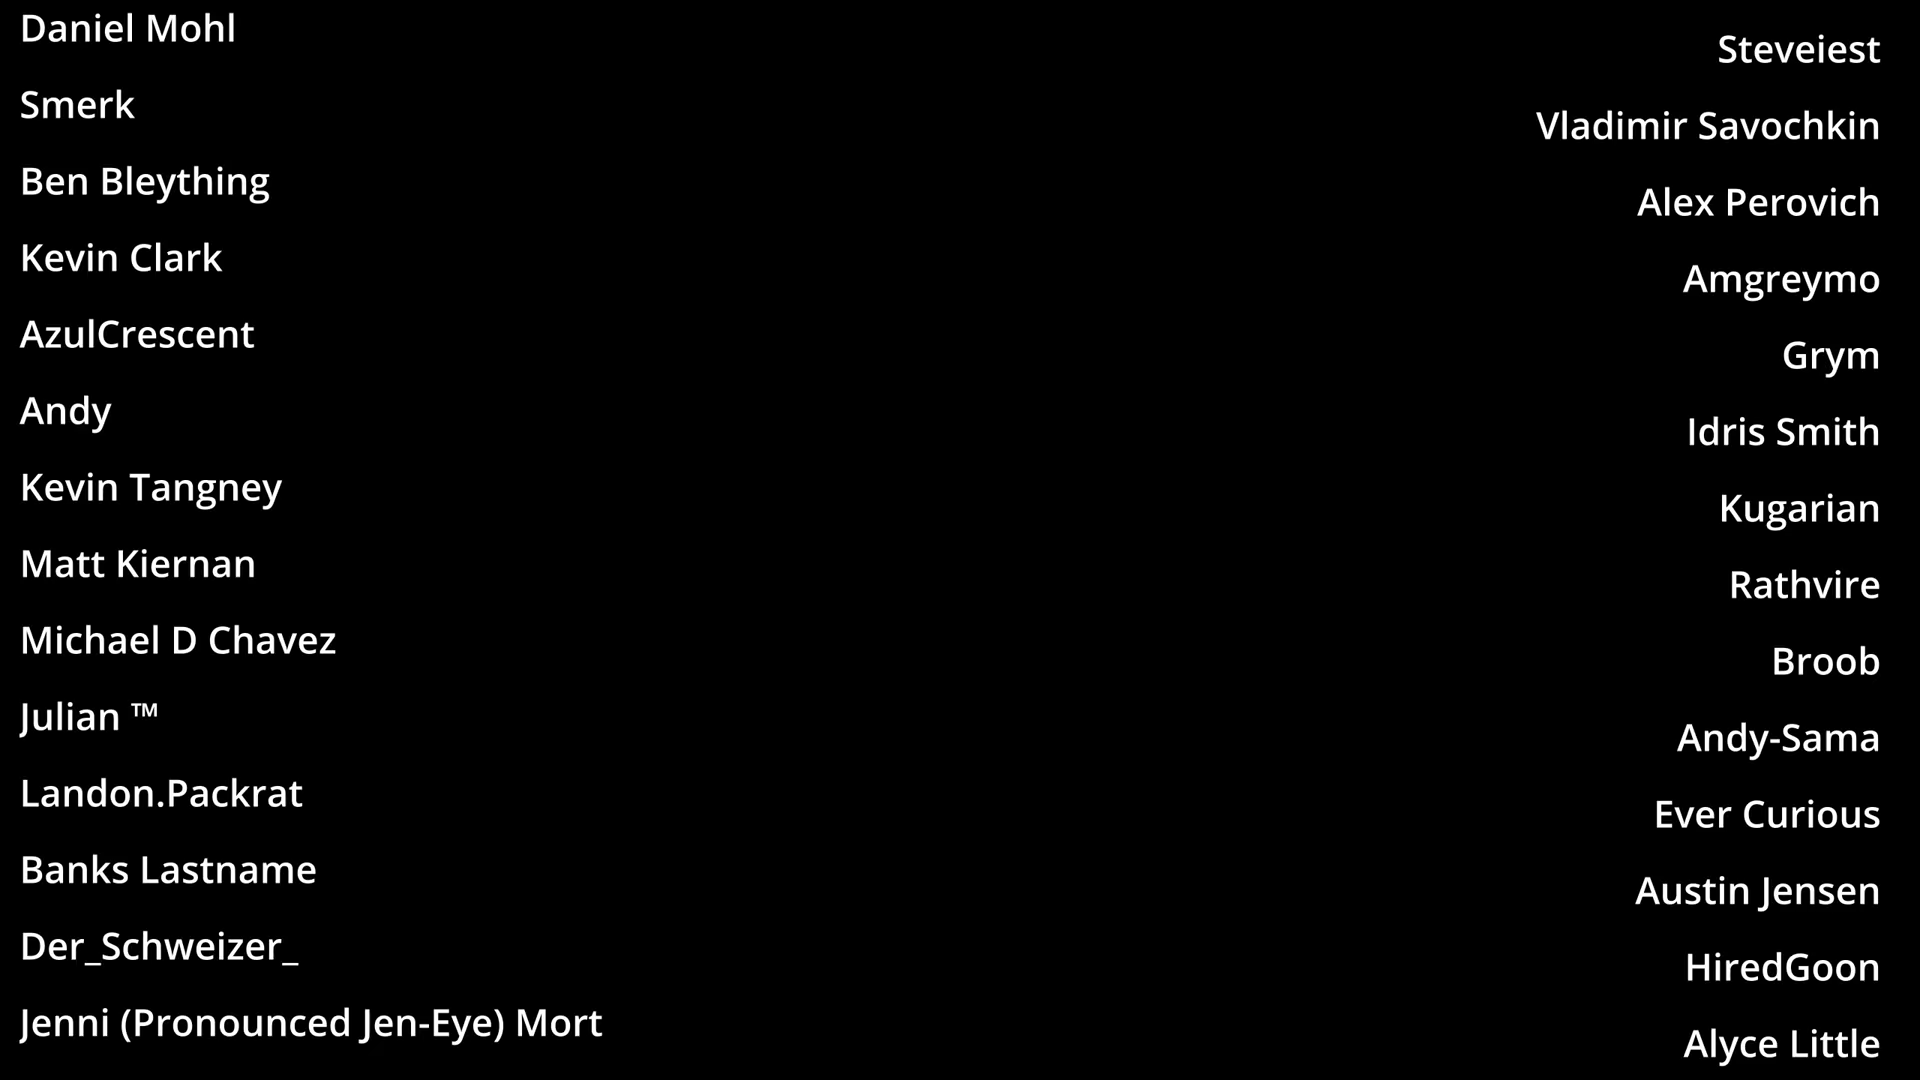 Daniel Mohl
Smerk
Ben Bleything
Kevin Clark
AzulCrescent
Andy
Kevin Tangney
Matt Kiernan
Michael D Chavez
Julian ™
Landon.Packrat
Banks Lastname
Der_Schweizer_
Jenni (Pronounced Jen-Eye) Mort
Steveiest
Vladimir Savochkin
Alex Perovich
Amgreymo
Grym
Idris Smith
Kugarian
Rathvire
Broob
Andy-Sama
Ever Curious
Austin Jensen
HiredGoon
Alyce Little